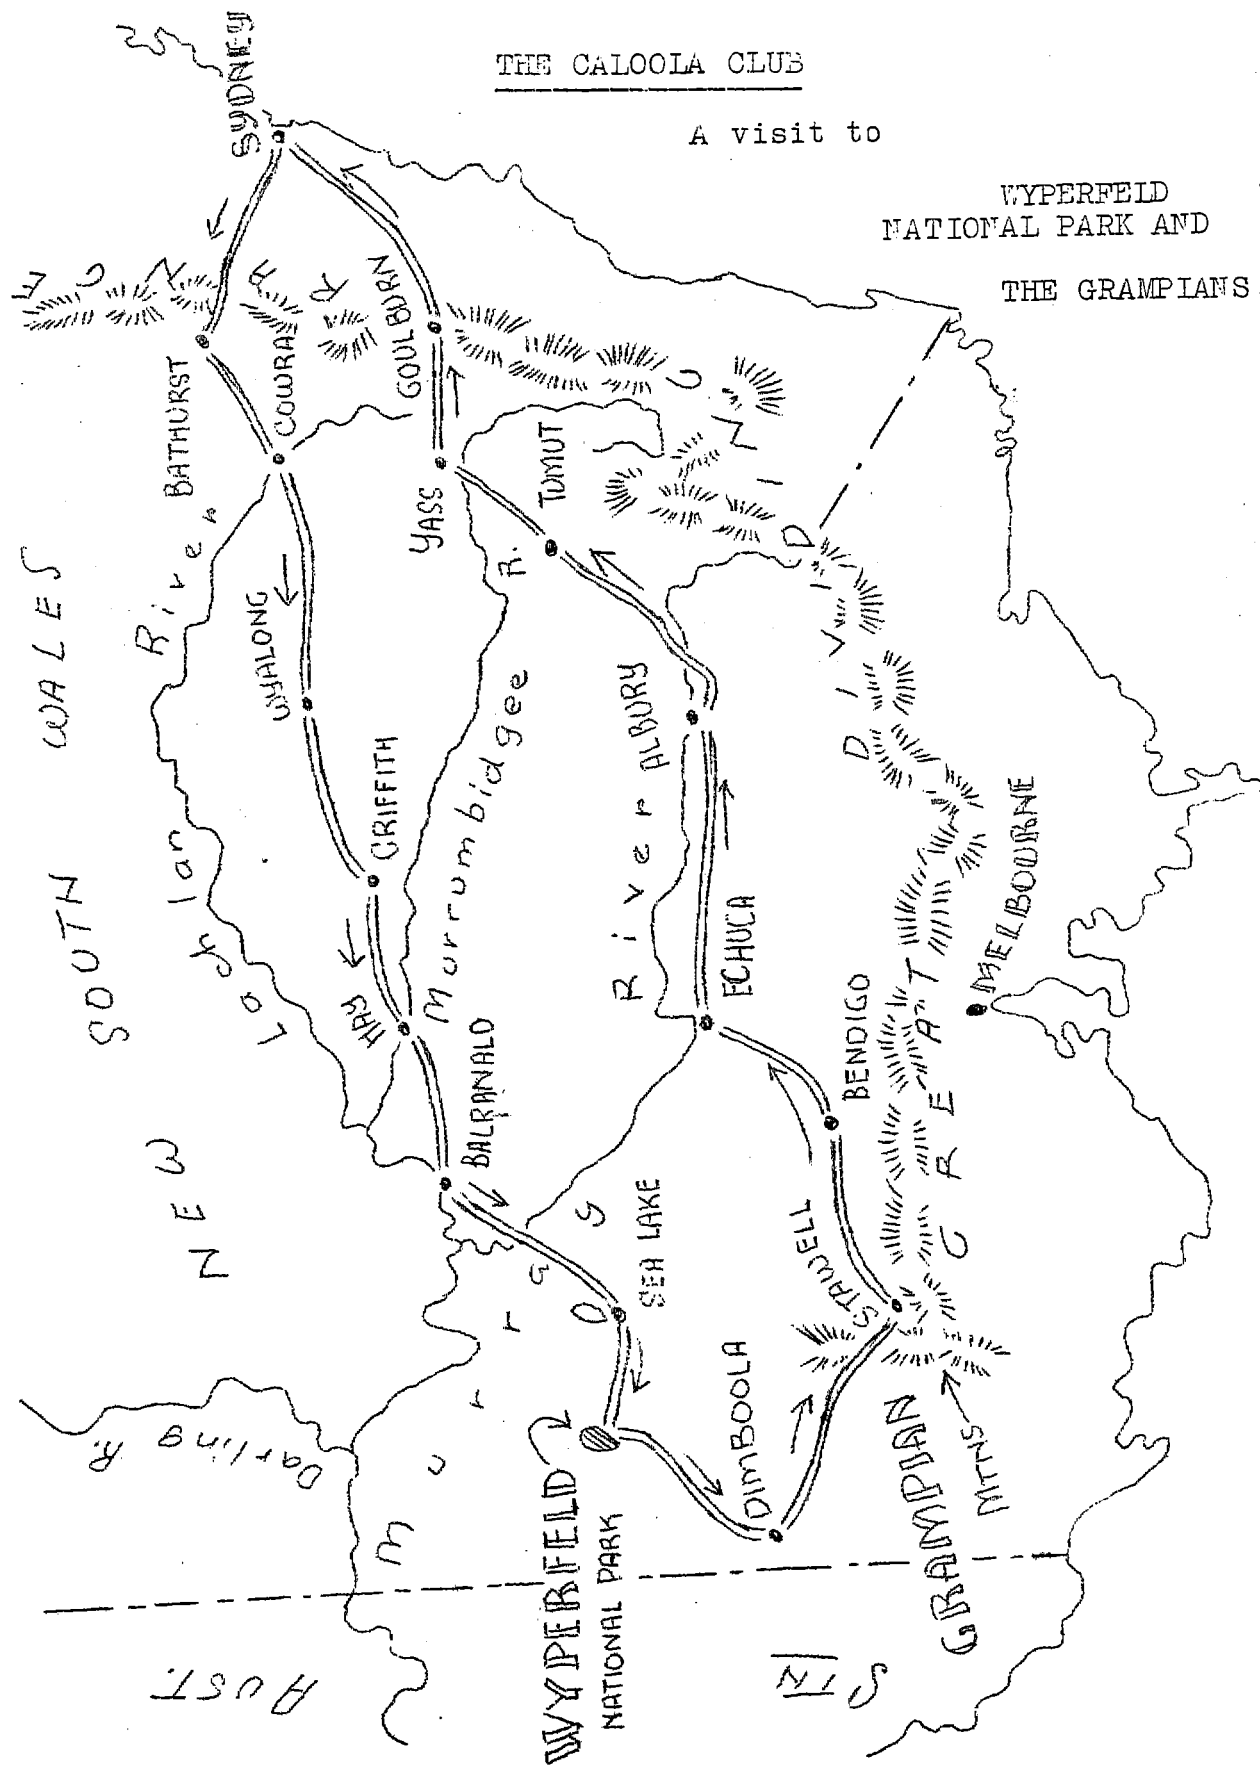 THE CALOOLA CLUB
A visit to
WYPERFELD
NATIONAL PARK AND
THE GRAMPIANS
SYDNEY
BATHURST
COWRA
GOULBURN
YASS
TUMUT
WYALONG
GRIFFITH
HAY
BALRANALD
ALBURY
ECHUCA
BENDIGO
MELBOURNE
SEA LAKE
STAWELL
DIMBOOLA
WYPERFELD
NATIONAL PARK
GRAMPIAN
MTNS
NEW SOUTH WALES
Lachlan River
Murrumbidgee R.
River Murray
Darling R.
GREAT DIVIDING RANGE
STH
AUST.